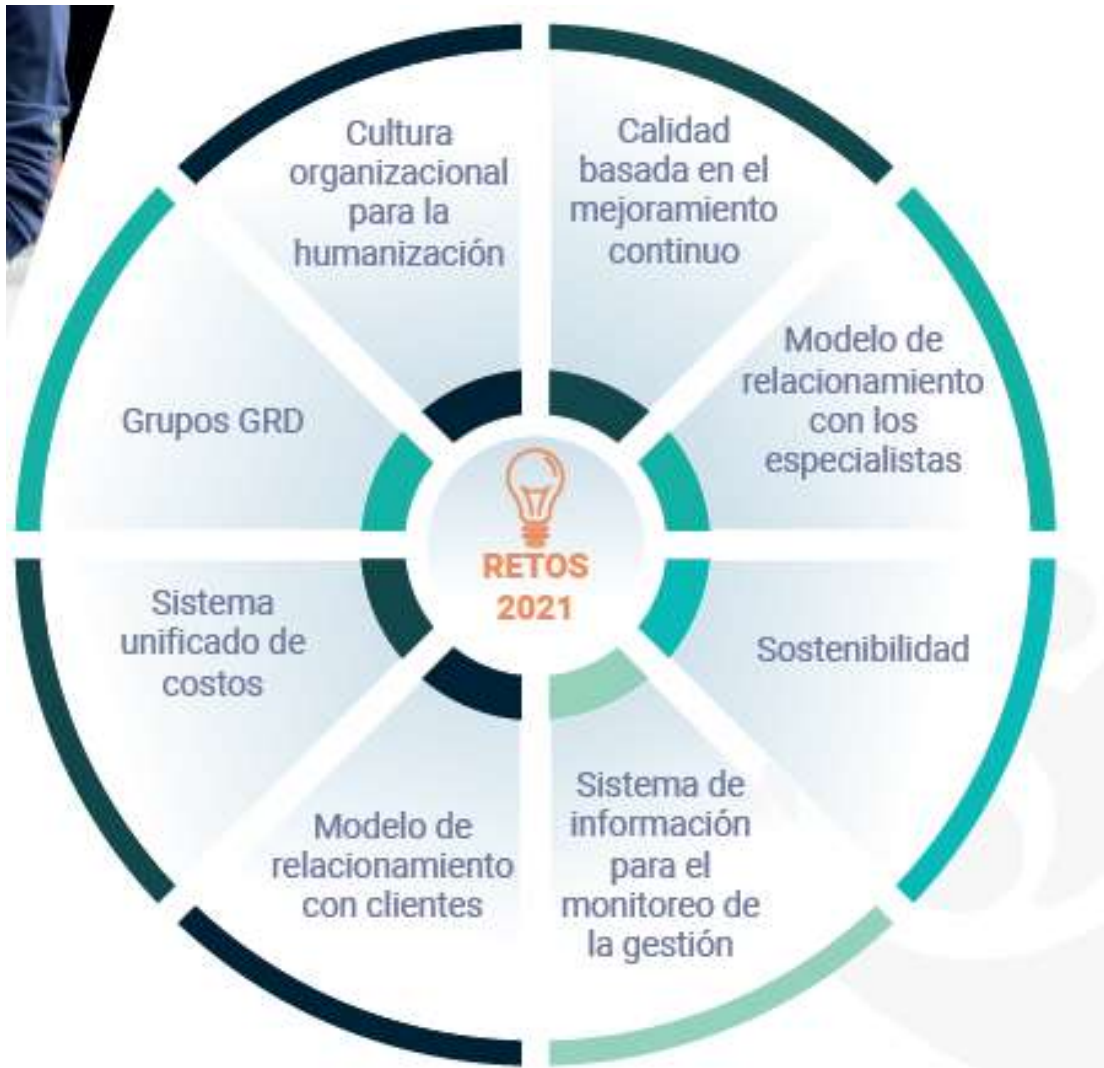 Cultura
organizacional
para la
humanización
Calidad
basada en el
mejoramiento
continuo
Modelo de
relacionamiento
con los
especialistas
Sostenibilidad
Sistema de
información
para el
monitoreo de
la gestión
Modelo de
relacionamiento
con clientes
Sistema
unificado de
costos
Grupos GRD
RETOS
2021